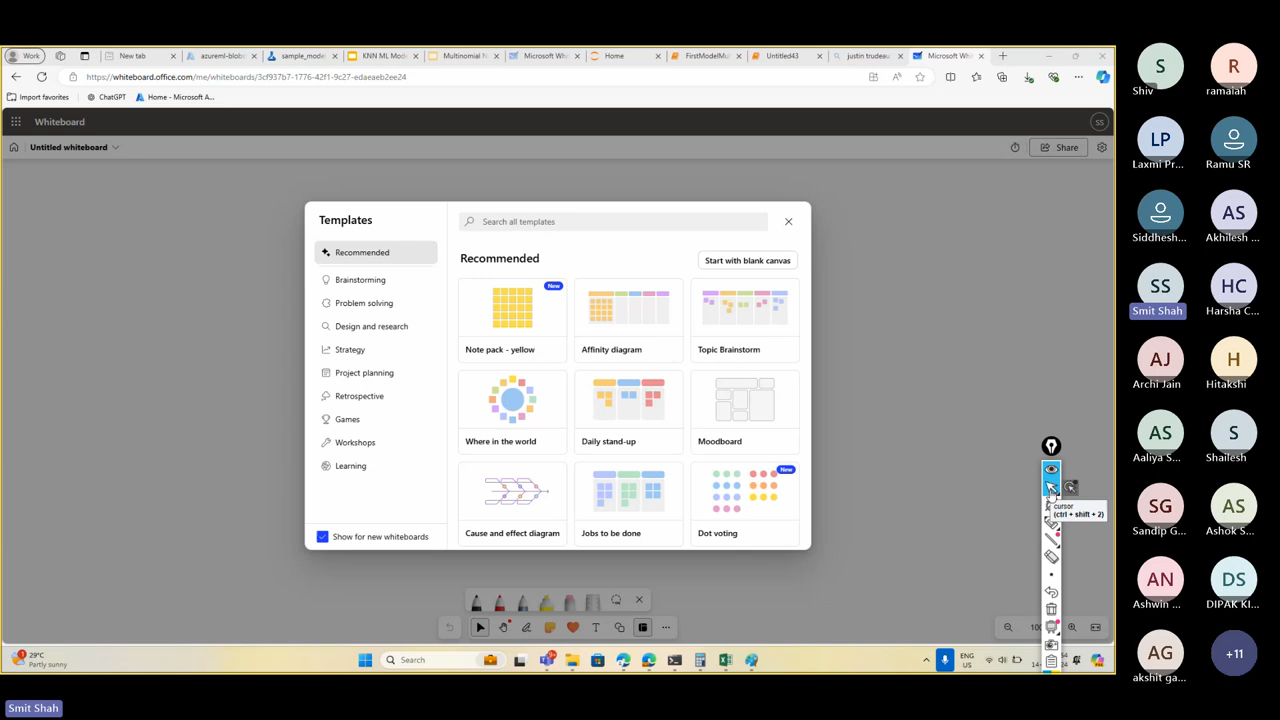 Work
New tab
azureml-blob
sample_model
KNN ML Mod
Multinomial N
Microsoft Wh
Home
FirstModelMu
Untitled43
justin trudeau
Microsoft Wh
https://whiteboard.office.com/me/whiteboards/3cf937b7-1776-42f1-9c27-edaeaeb2ee24
Import favorites
ChatGPT
Home - Microsoft A...
Whiteboard
SS
Untitled whiteboard
Share
Templates
Search all templates
Recommended
Brainstorming
Problem solving
Design and research
Strategy
Project planning
Retrospective
Games
Workshops
Learning
Show for new whiteboards
Recommended
Start with blank canvas
New
Note pack - yellow
Affinity diagram
Topic Brainstorm
Where in the world
Daily stand-up
Moodboard
New
Cause and effect diagram
Jobs to be done
Dot voting
cursor
(ctrl + shift + 2)
29°C
Partly sunny
Search
ENG
US
S
Shiv
R
ramaiah
LP
Laxmi Pr...
Ramu SR
Siddhesh...
AS
Akhilesh ...
SS
Smit Shah
HC
Harsha C...
AJ
Archi Jain
H
Hitakshi
AS
Aaliya S...
S
Shailesh
SG
Sandip G...
AS
Ashok S...
AN
Ashwin ...
DS
DIPAK KI...
AG
akshit ga...
+11
Smit Shah